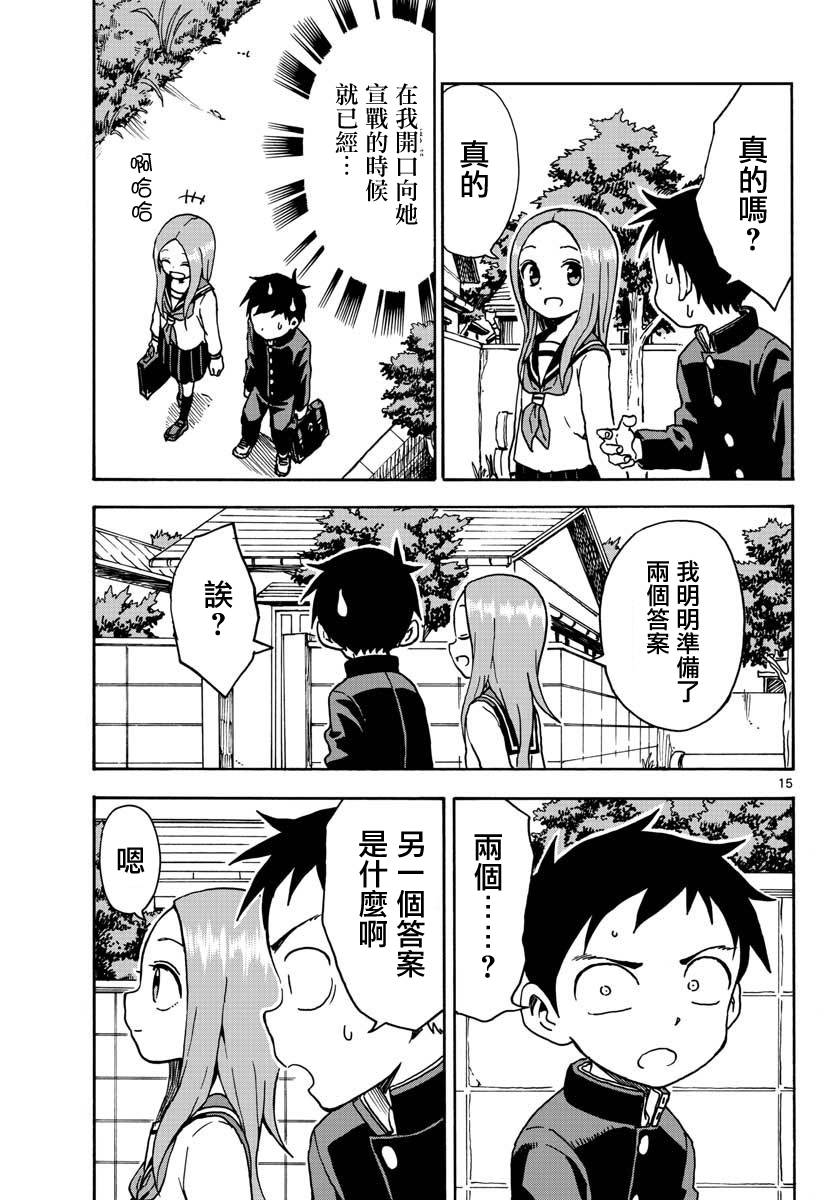 真的嗎?
真的
在我開口向她
宣戰的時候
就已經…
啊哈哈
我明明準備了
兩個答案
誒?
15
兩個……?
另一個答案
是什麼啊
嗯